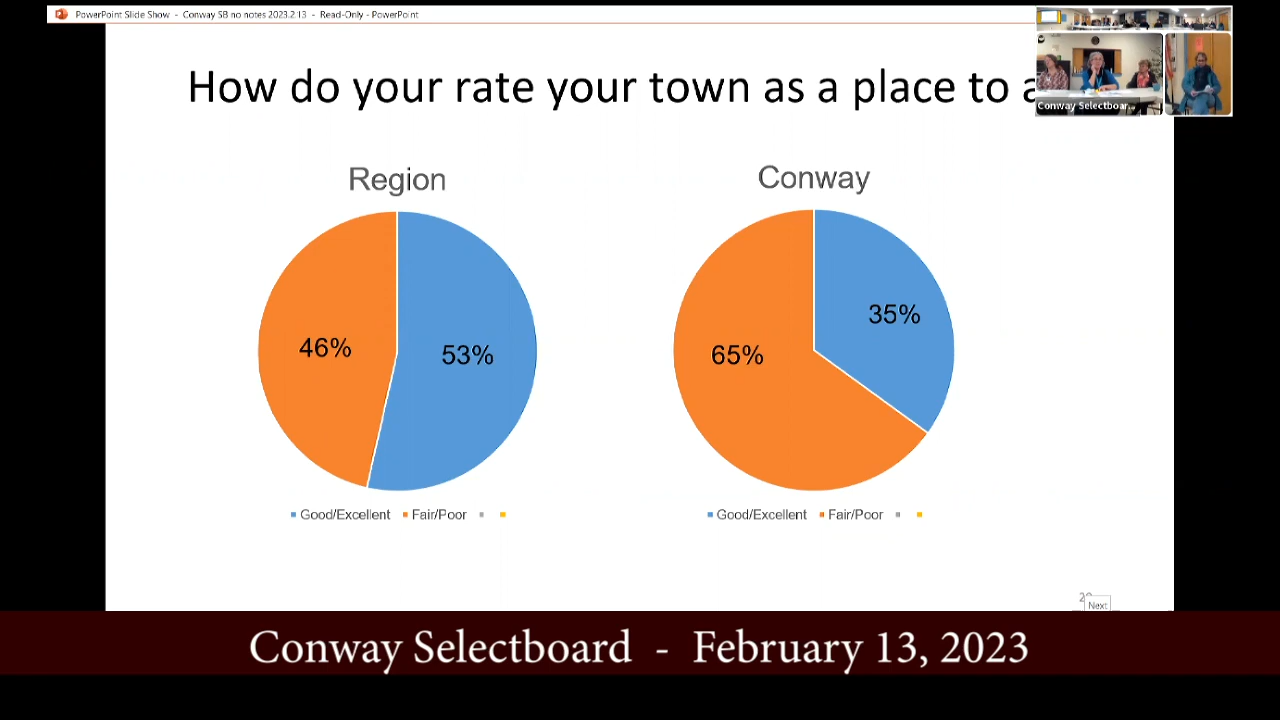 PowerPoint Slide Show - Conway SB no notes 2023.2.13 - Read-Only - PowerPoint
How do your rate your town as a place to
Conway Selectboar...
Region
Conway
46%
53%
65%
35%
Good/Excellent Fair/Poor
Good/Excellent Fair/Poor
Next
Conway Selectboard - February 13, 2023